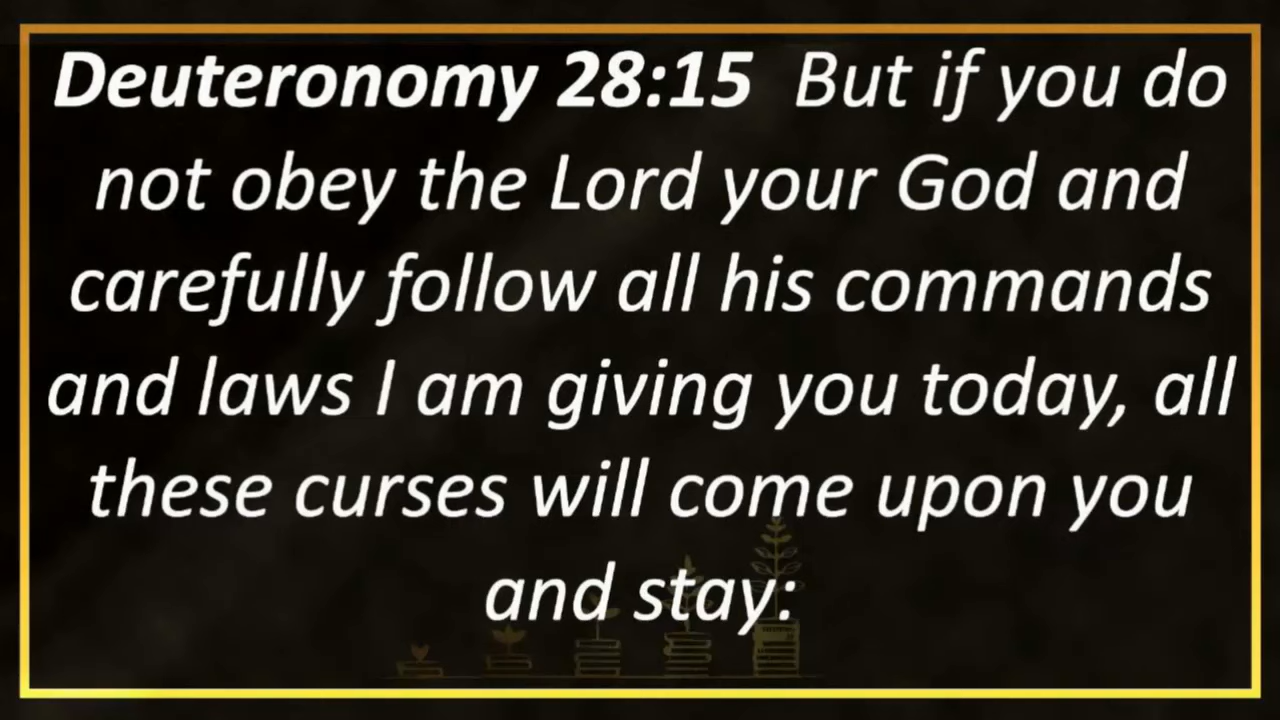 Deuteronomy 28:15 But if you do
not obey the Lord your God and
carefully follow all his commands
and laws I am giving you today, all
these curses will come upon you
and stay: